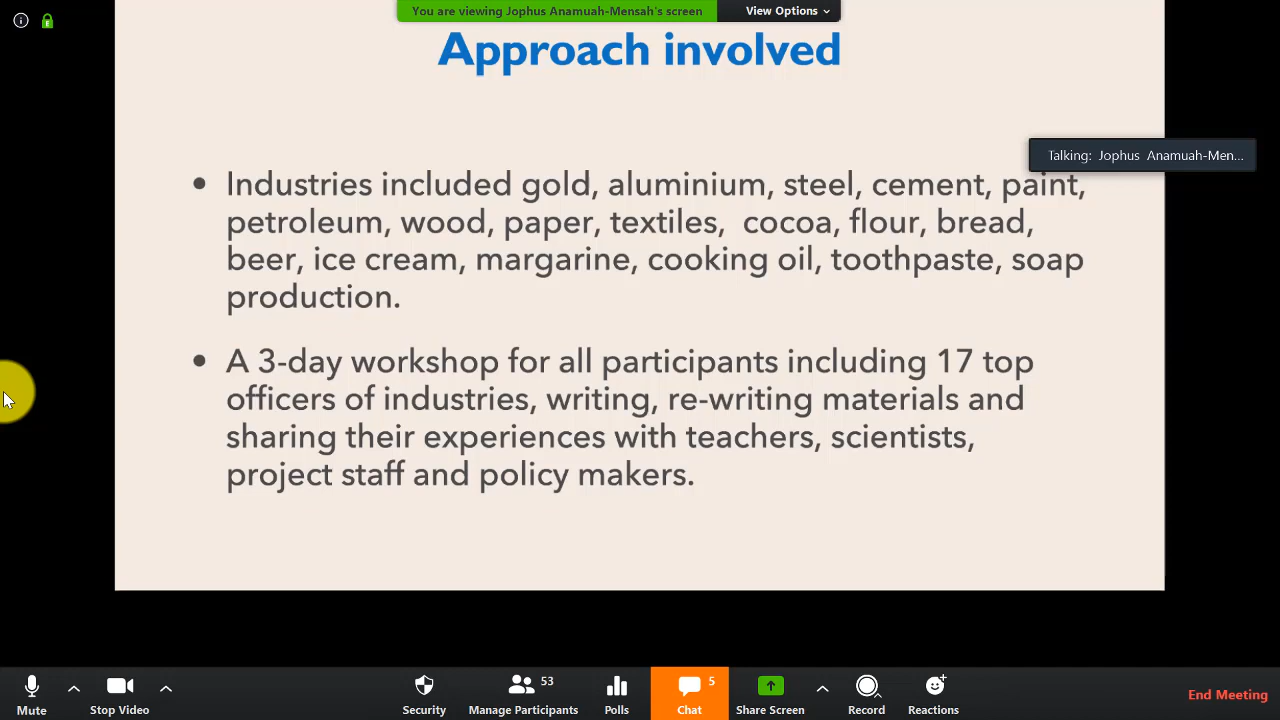 You are viewing Jophus Anamuah-Mensah's screen
View Options
Approach involved
Talking: Jophus Anamuah-Men...
• Industries included gold, aluminium, steel, cement, paint,
petroleum, wood, paper, textiles, cocoa, flour, bread,
beer, ice cream, margarine, cooking oil, toothpaste, soap
production.
• A 3-day workshop for all participants including 17 top
officers of industries, writing, re-writing materials and
sharing their experiences with teachers, scientists,
project staff and policy makers.
53
5
Mute
Stop Video
Security
Manage Participants
Polls
Chat
Share Screen
Record
Reactions
End Meeting